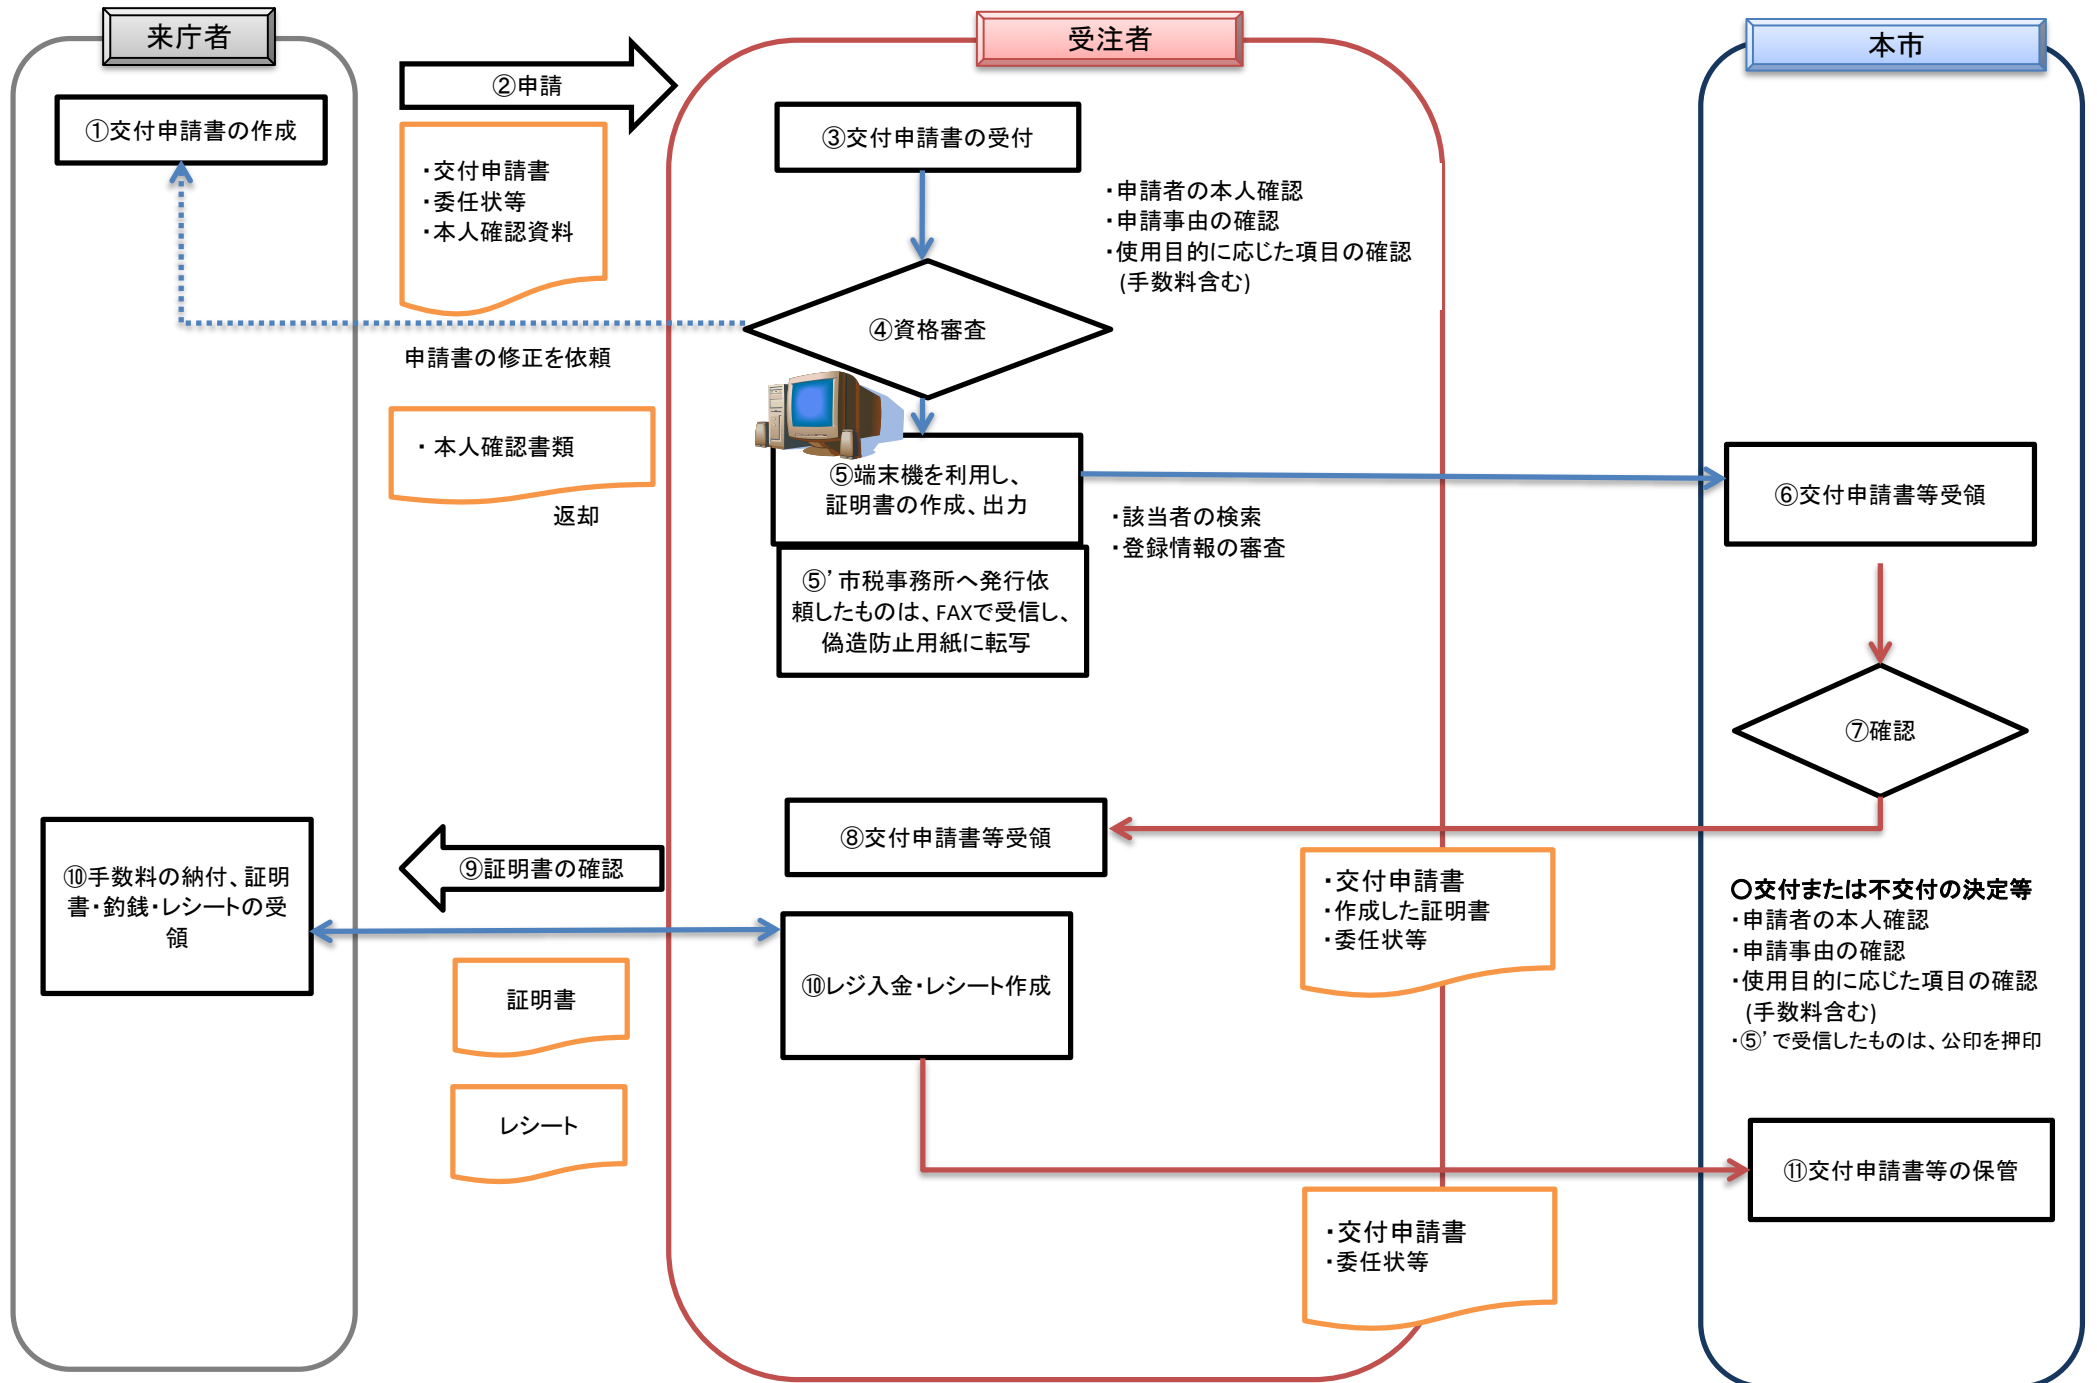 来庁者
受注者
本市
①交付申請書の作成
②申請
・交付申請書
・委任状等
・本人確認資料
③交付申請書の受付
・申請者の本人確認
・申請事由の確認
・使用目的に応じた項目の確認
(手数料含む)
④資格審査
申請書の修正を依頼
・本人確認書類
返却
⑤端末機を利用し、
証明書の作成、出力
・該当者の検索
・登録情報の審査
⑤’市税事務所へ発行依
頼したものは、FAXで受信し、
偽造防止用紙に転写
⑥交付申請書等受領
⑦確認
⑧交付申請書等受領
⑨証明書の確認
・交付申請書
・作成した証明書
・委任状等
〇交付または不交付の決定等
・申請者の本人確認
・申請事由の確認
・使用目的に応じた項目の確認
(手数料含む)
・⑤’で受信したものは、公印を押印
⑩手数料の納付、証明
書・釣銭・レシートの受
領
⑩レジ入金・レシート作成
証明書
レシート
⑪交付申請書等の保管
・交付申請書
・委任状等